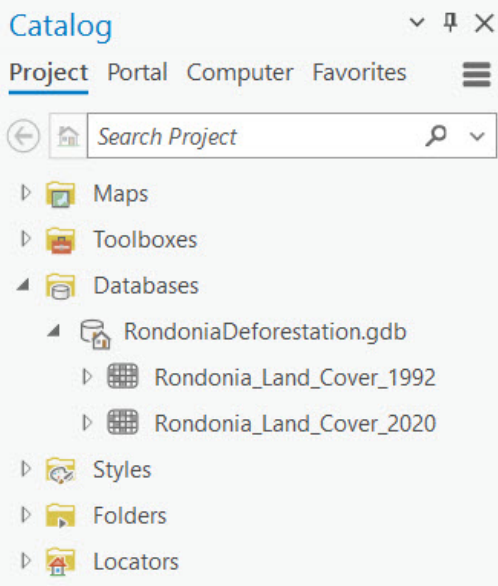 Catalog
Project Portal Computer Favorites
Search Project
Maps
Toolboxes
Databases
RondoniaDeforestation.gdb
Rondonia_Land_Cover_1992
Rondonia_Land_Cover_2020
Styles
Folders
Locators